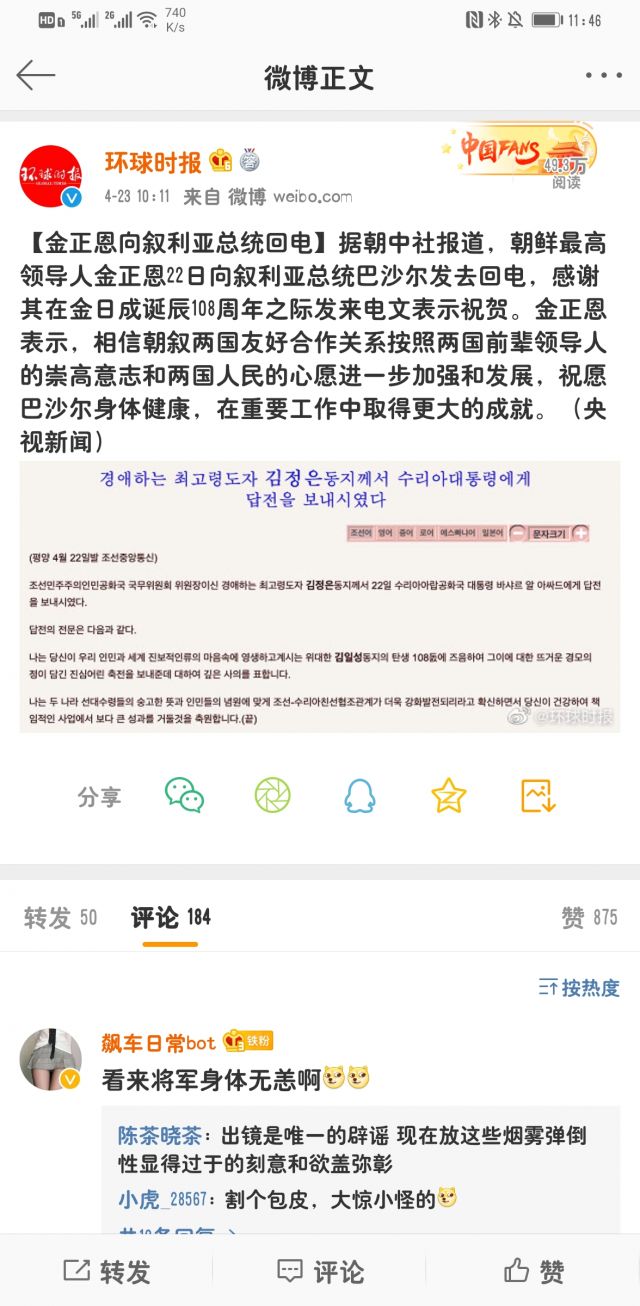 HD 5G 2G 740 K/s 11:46
微博正文
环球时报
中国FANS
49.3万
阅读
4-23 10:11 来自 微博 weibo.com
【金正恩向叙利亚总统回电】据朝中社报道，朝鲜最高
领导人金正恩22日向叙利亚总统巴沙尔发去回电，感谢
其在金日成诞辰108周年之际发来电文表示祝贺。金正恩
表示，相信朝叙两国友好合作关系按照两国前辈领导人
的崇高意志和两国人民的心愿进一步加强和发展，祝愿
巴沙尔身体健康，在重要工作中取得更大的成就。（央
视新闻）
경애하는 최고령도자 김정은동지께서 수리아대통령에게
답전을 보내시였다
조선어 영어 중어 로어 에스빠냐어 일본어 문자크기
(평양 4월 22일발 조선중앙통신)
조선민주주의인민공화국 국무위원회 위원장이신 경애하는 최고령도자 김정은동지께서 22일 수리아아랍공화국 대통령 바샤르 알 아싸드에게 답전
을 보내시였다.
답전의 전문은 다음과 같다.
나는 당신이 우리 인민과 세계 진보적인류의 마음속에 영생하고계시는 위대한 김일성동지의 탄생 108돐에 즈음하여 그이에 대한 뜨거운 경모의
정이 담긴 진심어린 축전을 보내준데 대하여 깊은 사의를 표합니다.
나는 두 나라 선대수령들의 숭고한 뜻과 인민들의 념원에 맞게 조선-수리아친선협조관계가 더욱 강화발전되리라고 확신하면서 당신이 건강하여 책
임적인 사업에서 보다 큰 성과를 거둘것을 축원합니다.(끝)
@环球时报
分享
转发 50 评论 184 赞 875
按热度
飙车日常bot 铁粉
看来将军身体无恙啊
陈茶晓茶：出镜是唯一的辟谣 现在放这些烟雾弹倒
性显得过于的刻意和欲盖弥彰
小虎_28567：割个包皮，大惊小怪的
转发 评论 赞